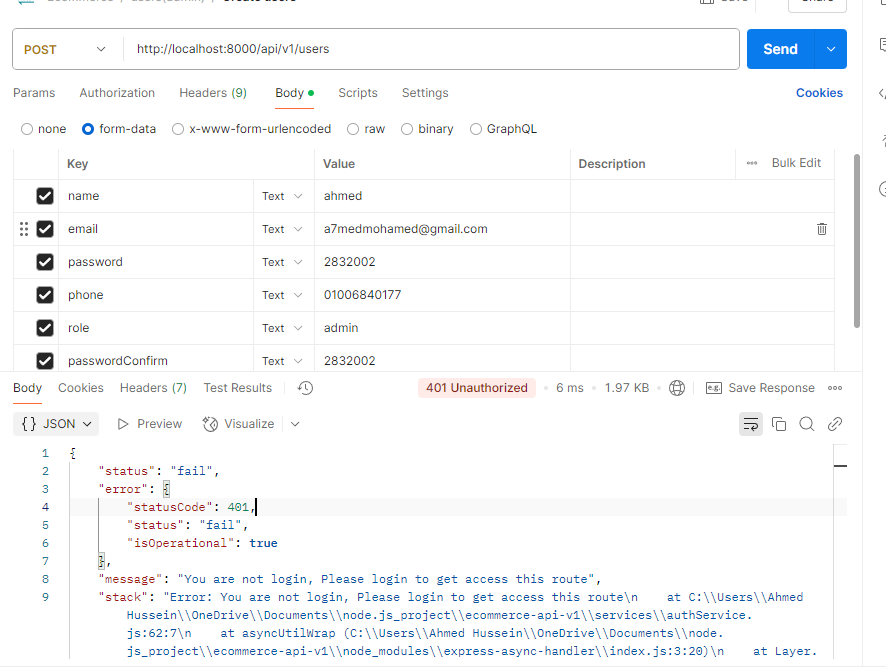 POST http://localhost:8000/api/v1/users Send
Params Authorization Headers (9) Body Scripts Settings Cookies
none form-data x-www-form-urlencoded raw binary GraphQL
Key Value Description Bulk Edit
name Text ahmed
email Text a7medmohamed@gmail.com
password Text 2832002
phone Text 01006840177
role Text admin
passwordConfirm Text 2832002
Body Cookies Headers (7) Test Results 401 Unauthorized 6 ms 1.97 KB e.g. Save Response
{} JSON Preview Visualize
1 {
2 "status": "fail",
3 "error": {
4 "statusCode": 401,
5 "status": "fail",
6 "isOperational": true
7 },
8 "message": "You are not login, Please login to get access this route",
9 "stack": "Error: You are not login, Please login to get access this route\n    at C:\\Users\\Ahmed
Hussein\\OneDrive\\Documents\\node.js_project\\ecommerce-api-v1\\services\\authService.
js:62:7\n    at asyncUtilWrap (C:\\Users\\Ahmed Hussein\\OneDrive\\Documents\\node.
js_project\\ecommerce-api-v1\\node_modules\\express-async-handler\\index.js:3:20)\n    at Layer.